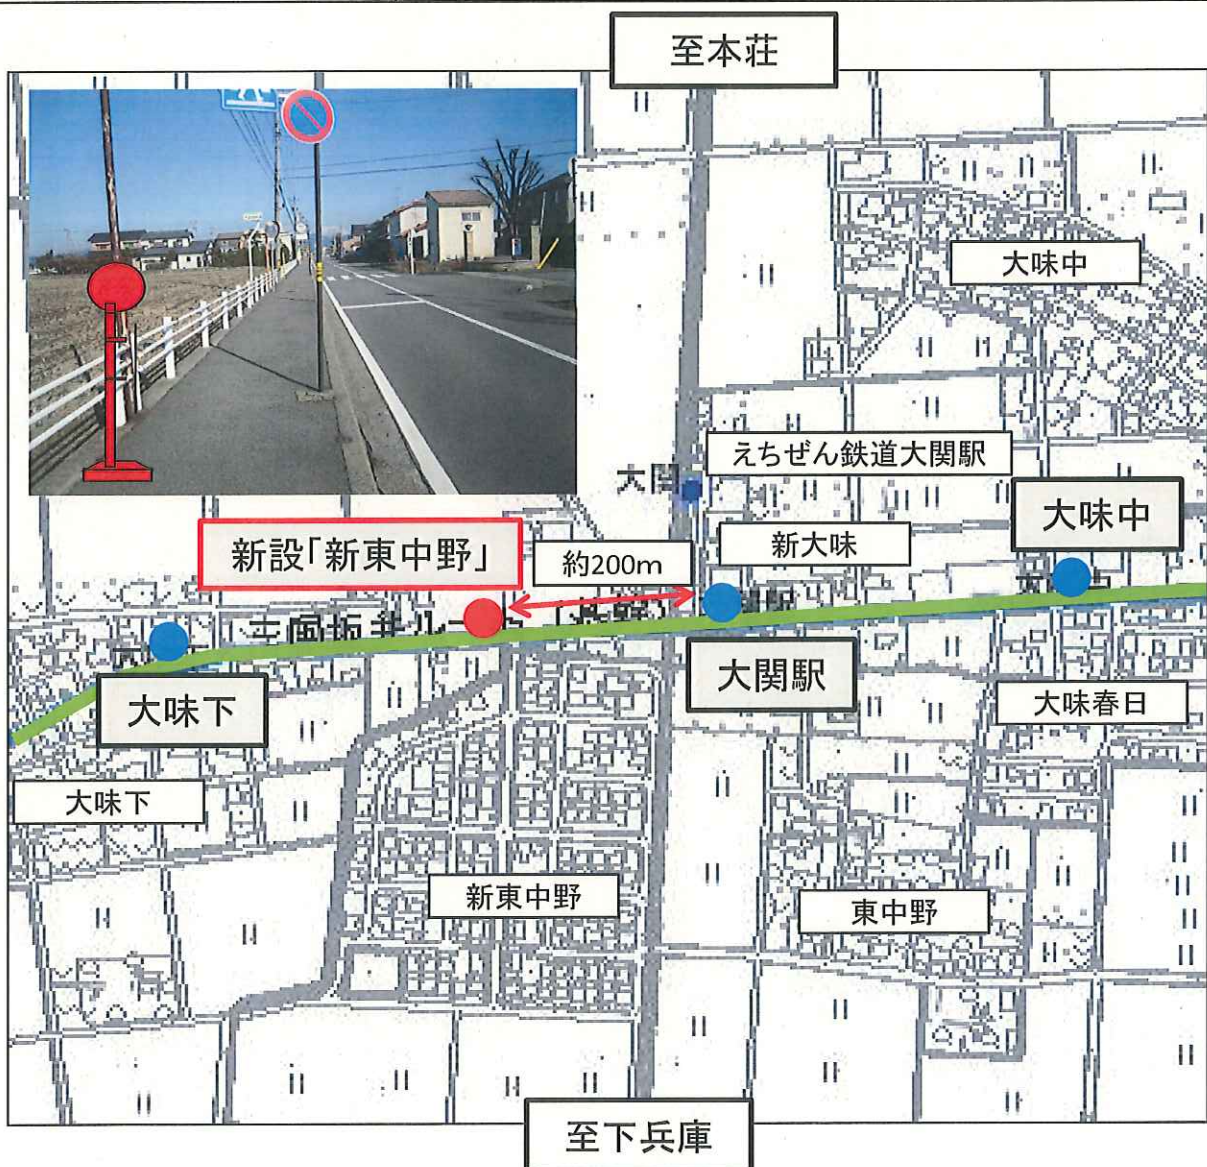 至本荘
大味中
えちぜん鉄道大関駅
大関
大味中
新設「新東中野」
約200m
新大味
大関駅
大味下
大味春日
大味下
新東中野
東中野
至下兵庫